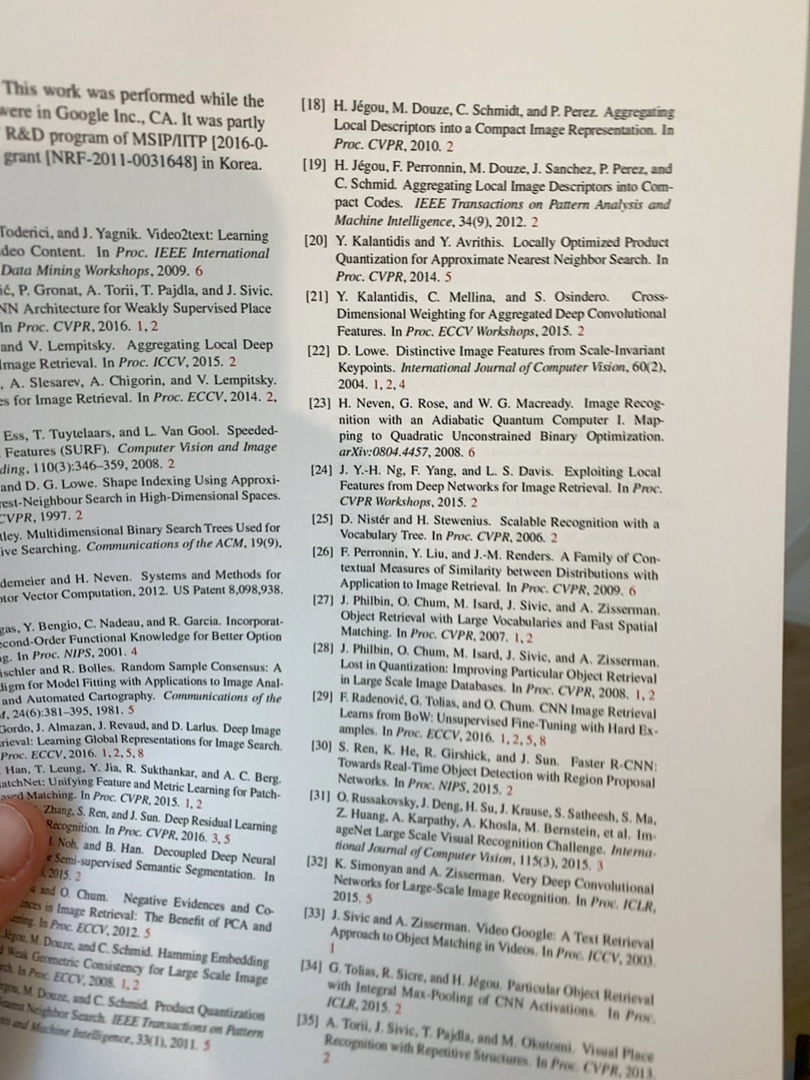 This work was performed while the
were in Google Inc., CA. It was partly
R&D program of MSIP/IITP [2016-0-
grant [NRF-2011-0031648] in Korea.
Toderici, and J. Yagnik. Video2text: Learning
deo Content. In Proc. IEEE International
Data Mining Workshops, 2009. 6
ić, P. Gronat, A. Torii, T. Pajdla, and J. Sivic.
NN Architecture for Weakly Supervised Place
In Proc. CVPR, 2016. 1, 2
and V. Lempitsky. Aggregating Local Deep
Image Retrieval. In Proc. ICCV, 2015. 2
, A. Slesarev, A. Chigorin, and V. Lempitsky.
es for Image Retrieval. In Proc. ECCV, 2014. 2,
Ess, T. Tuytelaars, and L. Van Gool. Speeded-
Features (SURF). Computer Vision and Image
ding, 110(3):346–359, 2008. 2
and D. G. Lowe. Shape Indexing Using Approxi-
rest-Neighbour Search in High-Dimensional Spaces.
CVPR, 1997. 2
tley. Multidimensional Binary Search Trees Used for
ive Searching. Communications of the ACM, 19(9),
demeier and H. Neven. Systems and Methods for
ptor Vector Computation, 2012. US Patent 8,098,938.
gas, Y. Bengio, C. Nadeau, and R. Garcia. Incorporat-
econd-Order Functional Knowledge for Better Option
g. In Proc. NIPS, 2001. 4
ischler and R. Bolles. Random Sample Consensus: A
digm for Model Fitting with Applications to Image Anal-
and Automated Cartography. Communications of the
M, 24(6):381–395, 1981. 5
Gordo, J. Almazan, J. Revaud, and D. Larlus. Deep Image
rieval: Learning Global Representations for Image Search.
Proc. ECCV, 2016. 1, 2, 5, 8
Han, T. Leung, Y. Jia, R. Sukthankar, and A. C. Berg.
atchNet: Unifying Feature and Metric Learning for Patch-
ased Matching. In Proc. CVPR, 2015. 1, 2
Zhang, S. Ren, and J. Sun. Deep Residual Learning
Recognition. In Proc. CVPR, 2016. 3, 5
Noh, and B. Han. Decoupled Deep Neural
Semi-supervised Semantic Segmentation. In
2015. 2
and O. Chum. Negative Evidences and Co-
ences in Image Retrieval: The Benefit of PCA and
ening. In Proc. ECCV, 2012. 5
Jégou, M. Douze, and C. Schmid. Hamming Embedding
Weak Geometric Consistency for Large Scale Image
rch. In Proc. ECCV, 2008. 1, 2
égou, M. Douze, and C. Schmid. Product Quantization
Nearest Neighbor Search. IEEE Transactions on Pattern
and Machine Intelligence, 33(1), 2011. 5
[18] H. Jégou, M. Douze, C. Schmidt, and P. Perez. Aggregating
Local Descriptors into a Compact Image Representation. In
Proc. CVPR, 2010. 2
[19] H. Jégou, F. Perronnin, M. Douze, J. Sanchez, P. Perez, and
C. Schmid. Aggregating Local Image Descriptors into Com-
pact Codes. IEEE Transactions on Pattern Analysis and
Machine Intelligence, 34(9), 2012. 2
[20] Y. Kalantidis and Y. Avrithis. Locally Optimized Product
Quantization for Approximate Nearest Neighbor Search. In
Proc. CVPR, 2014. 5
[21] Y. Kalantidis, C. Mellina, and S. Osindero. Cross-
Dimensional Weighting for Aggregated Deep Convolutional
Features. In Proc. ECCV Workshops, 2015. 2
[22] D. Lowe. Distinctive Image Features from Scale-Invariant
Keypoints. International Journal of Computer Vision, 60(2),
2004. 1, 2, 4
[23] H. Neven, G. Rose, and W. G. Macready. Image Recog-
nition with an Adiabatic Quantum Computer I. Map-
ping to Quadratic Unconstrained Binary Optimization.
arXiv:0804.4457, 2008. 6
[24] J. Y.-H. Ng, F. Yang, and L. S. Davis. Exploiting Local
Features from Deep Networks for Image Retrieval. In Proc.
CVPR Workshops, 2015. 2
[25] D. Nistér and H. Stewenius. Scalable Recognition with a
Vocabulary Tree. In Proc. CVPR, 2006. 2
[26] F. Perronnin, Y. Liu, and J.-M. Renders. A Family of Con-
textual Measures of Similarity between Distributions with
Application to Image Retrieval. In Proc. CVPR, 2009. 6
[27] J. Philbin, O. Chum, M. Isard, J. Sivic, and A. Zisserman.
Object Retrieval with Large Vocabularies and Fast Spatial
Matching. In Proc. CVPR, 2007. 1, 2
[28] J. Philbin, O. Chum, M. Isard, J. Sivic, and A. Zisserman.
Lost in Quantization: Improving Particular Object Retrieval
in Large Scale Image Databases. In Proc. CVPR, 2008. 1, 2
[29] F. Radenović, G. Tolias, and O. Chum. CNN Image Retrieval
Learns from BoW: Unsupervised Fine-Tuning with Hard Ex-
amples. In Proc. ECCV, 2016. 1, 2, 5, 8
[30] S. Ren, K. He, R. Girshick, and J. Sun. Faster R-CNN:
Towards Real-Time Object Detection with Region Proposal
Networks. In Proc. NIPS, 2015. 2
[31] O. Russakovsky, J. Deng, H. Su, J. Krause, S. Satheesh, S. Ma,
Z. Huang, A. Karpathy, A. Khosla, M. Bernstein, et al. Im-
ageNet Large Scale Visual Recognition Challenge. Interna-
tional Journal of Computer Vision, 115(3), 2015. 3
[32] K. Simonyan and A. Zisserman. Very Deep Convolutional
Networks for Large-Scale Image Recognition. In Proc. ICLR,
2015. 5
[33] J. Sivic and A. Zisserman. Video Google: A Text Retrieval
Approach to Object Matching in Videos. In Proc. ICCV, 2003.
1
[34] G. Tolias, R. Sicre, and H. Jégou. Particular Object Retrieval
with Integral Max-Pooling of CNN Activations. In Proc.
ICLR, 2015. 2
[35] A. Torii, J. Sivic, T. Pajdla, and M. Okutomi. Visual Place
Recognition with Repetitive Structures. In Proc. CVPR, 2013.
2